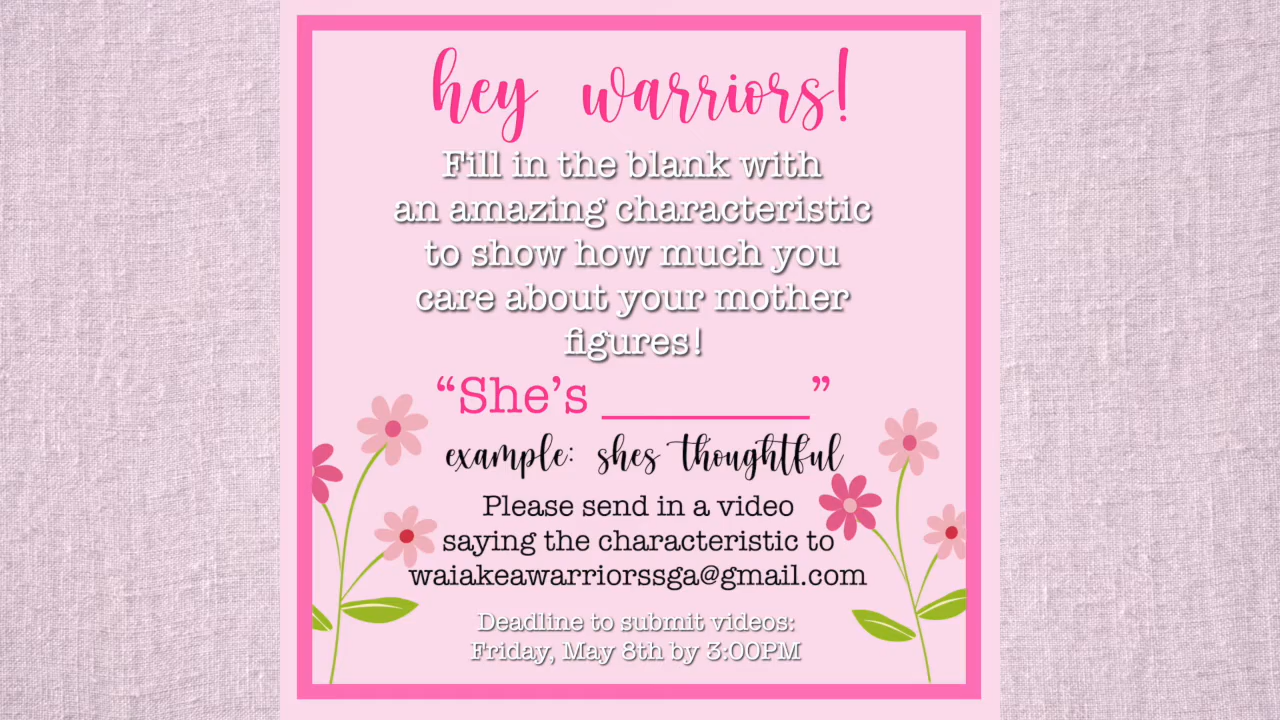 hey warriors!
Fill in the blank with
an amazing characteristic
to show how much you
care about your mother
figures!
“She’s ________”
example: shes thoughtful
Please send in a video
saying the characteristic to
waiakeawarriorssga@gmail.com
Deadline to submit videos:
Friday, May 8th by 3:00PM